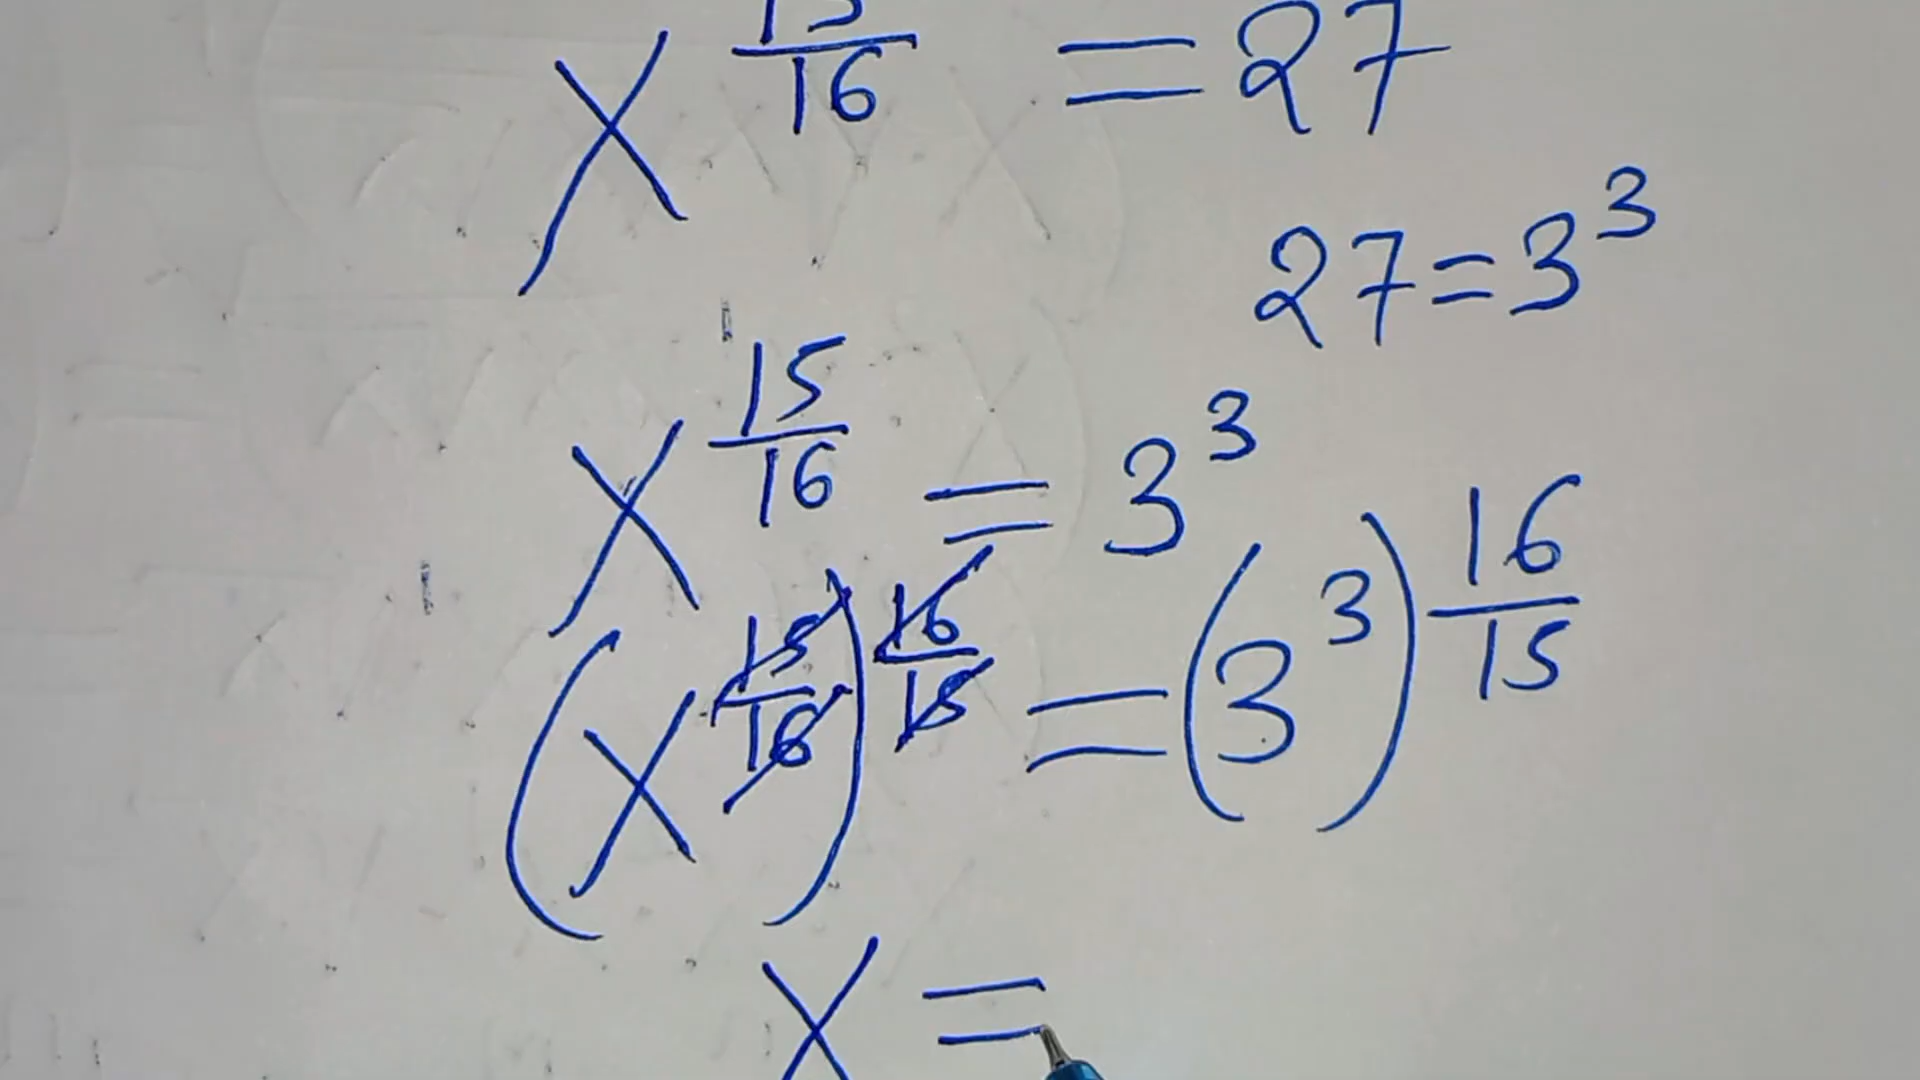 x^(15/16) = 27
27 = 3^3
x^(15/16) = 3^3
(x^(15/16))^(16/15) = (3^3)^(16/15)
x =